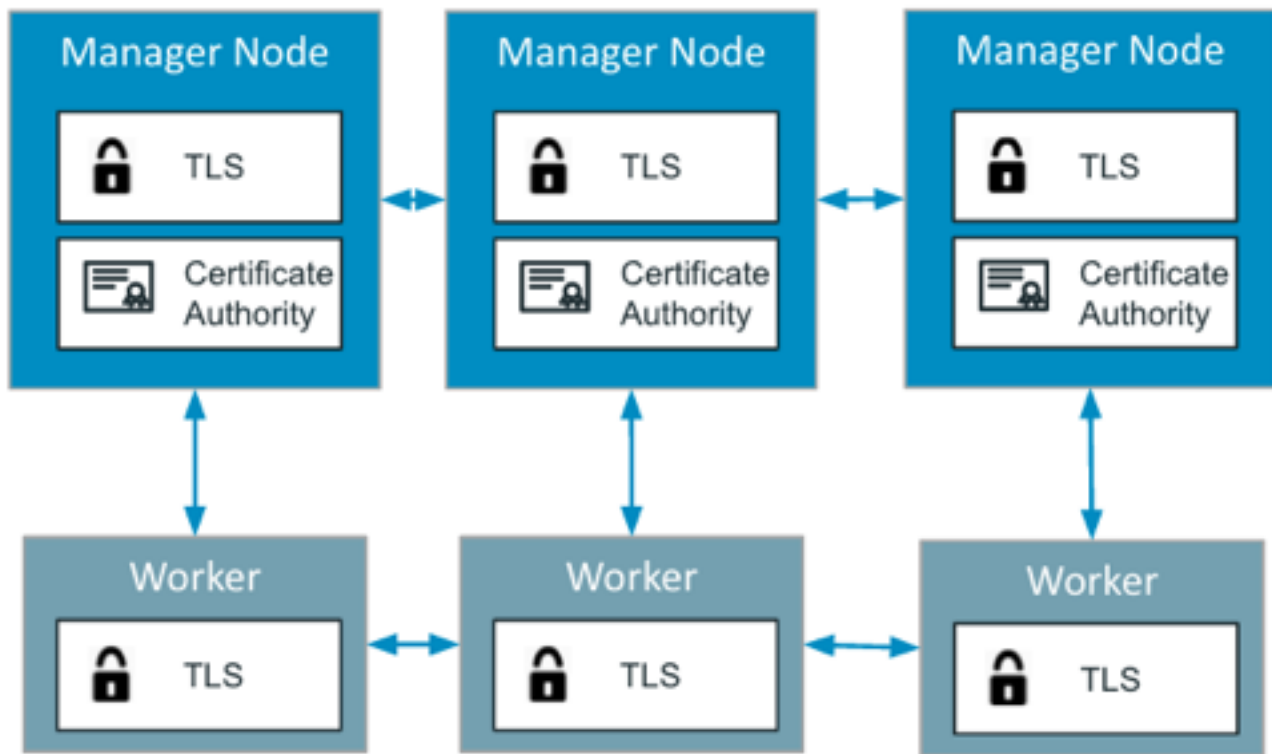 Manager Node
Manager Node
Manager Node
TLS
TLS
TLS
Certificate
Authority
Certificate
Authority
Certificate
Authority
Worker
Worker
Worker
TLS
TLS
TLS